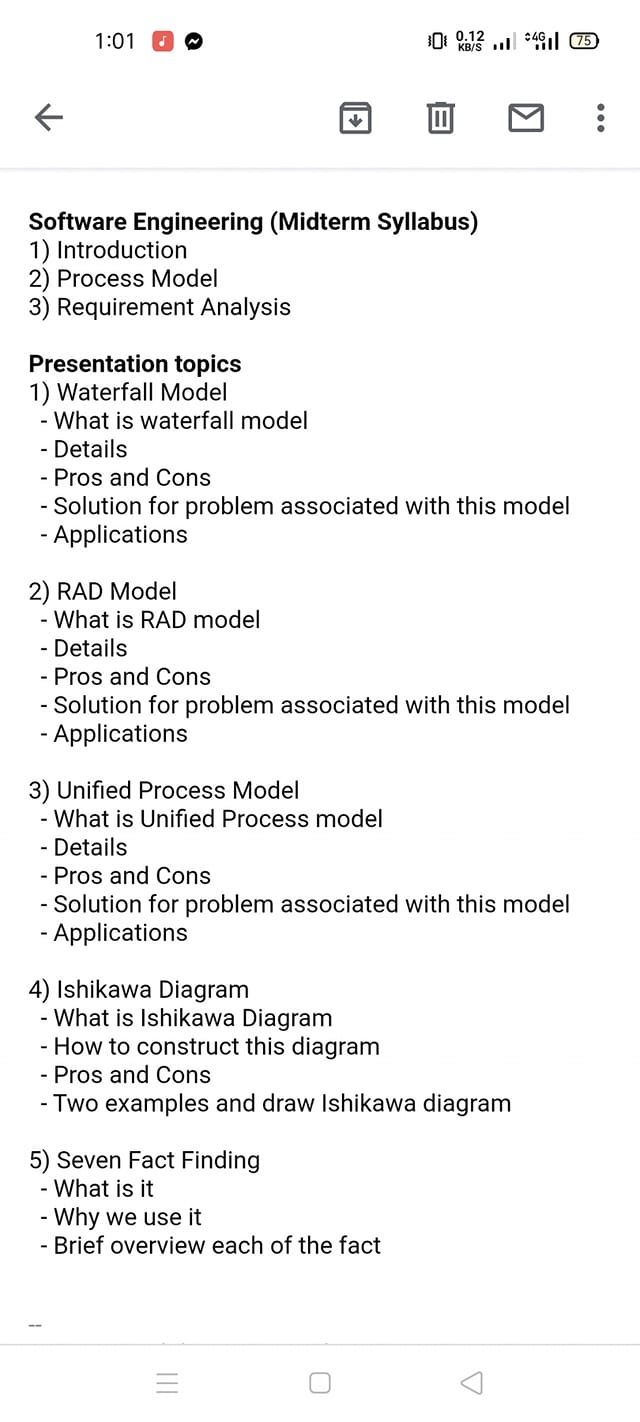 1:01
0.12
KB/S
4G
75
Software Engineering (Midterm Syllabus)
1) Introduction
2) Process Model
3) Requirement Analysis
Presentation topics
1) Waterfall Model
- What is waterfall model
- Details
- Pros and Cons
- Solution for problem associated with this model
- Applications
2) RAD Model
- What is RAD model
- Details
- Pros and Cons
- Solution for problem associated with this model
- Applications
3) Unified Process Model
- What is Unified Process model
- Details
- Pros and Cons
- Solution for problem associated with this model
- Applications
4) Ishikawa Diagram
- What is Ishikawa Diagram
- How to construct this diagram
- Pros and Cons
- Two examples and draw Ishikawa diagram
5) Seven Fact Finding
- What is it
- Why we use it
- Brief overview each of the fact
--